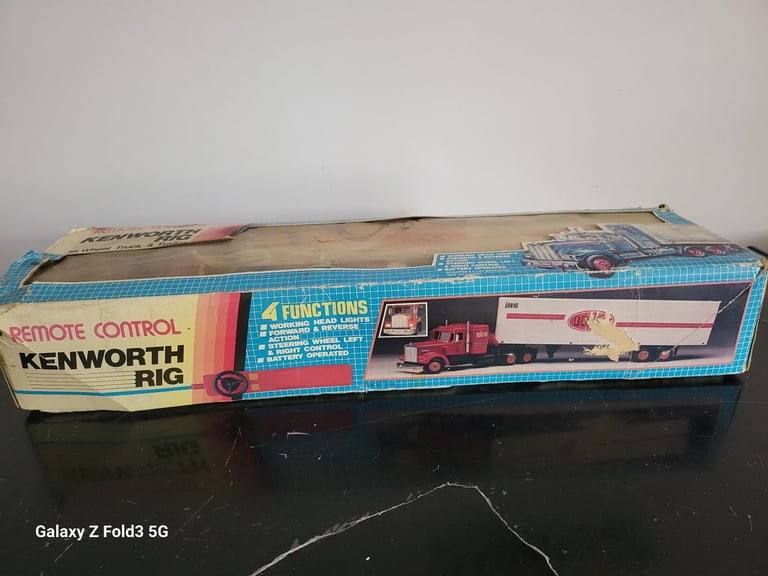 KENWORTH
RIG
REMOTE CONTROL
KENWORTH
RIG
4 FUNCTIONS
WORKING HEAD LIGHTS
FORWARD & REVERSE
ACTION
STEERING WHEEL LEFT
& RIGHT CONTROL
BATTERY OPERATED
Galaxy Z Fold3 5G